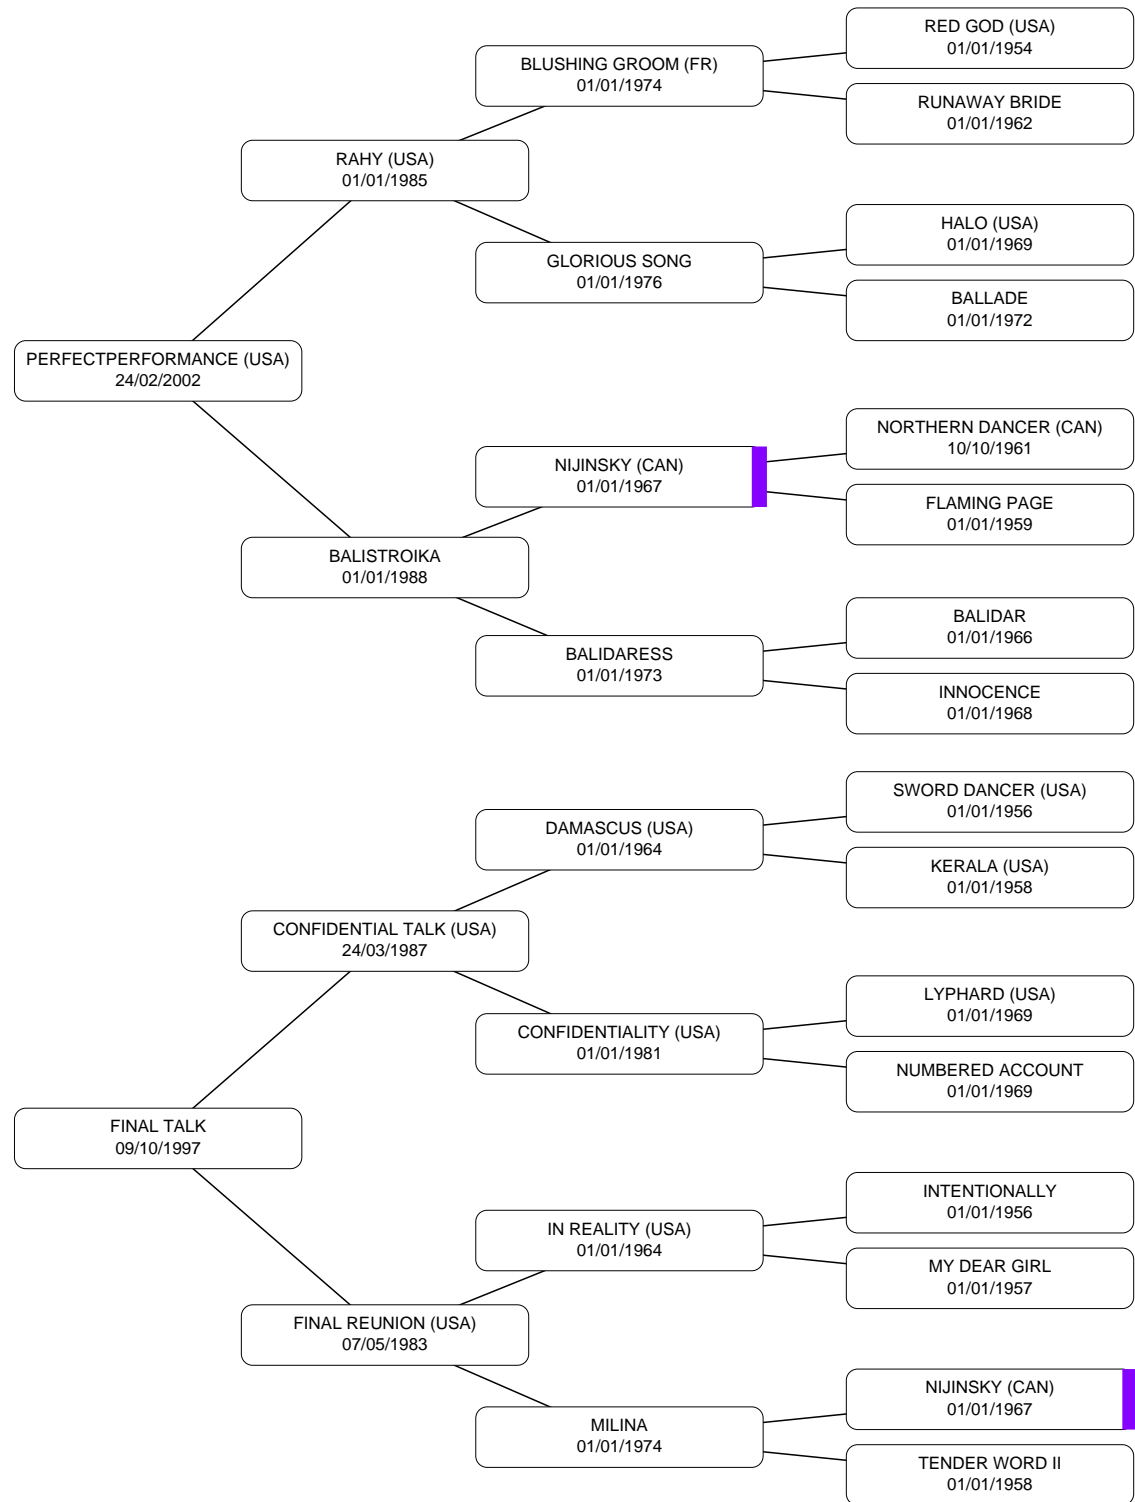 RED GOD (USA)
01/01/1954
BLUSHING GROOM (FR)
01/01/1974
RUNAWAY BRIDE
01/01/1962
RAHY (USA)
01/01/1985
HALO (USA)
01/01/1969
GLORIOUS SONG
01/01/1976
BALLADE
01/01/1972
PERFECTPERFORMANCE (USA)
24/02/2002
NORTHERN DANCER (CAN)
10/10/1961
NIJINSKY (CAN)
01/01/1967
FLAMING PAGE
01/01/1959
BALISTROIKA
01/01/1988
BALIDAR
01/01/1966
BALIDARESS
01/01/1973
INNOCENCE
01/01/1968
SWORD DANCER (USA)
01/01/1956
DAMASCUS (USA)
01/01/1964
KERALA (USA)
01/01/1958
CONFIDENTIAL TALK (USA)
24/03/1987
LYPHARD (USA)
01/01/1969
CONFIDENTIALITY (USA)
01/01/1981
NUMBERED ACCOUNT
01/01/1969
FINAL TALK
09/10/1997
INTENTIONALLY
01/01/1956
IN REALITY (USA)
01/01/1964
MY DEAR GIRL
01/01/1957
FINAL REUNION (USA)
07/05/1983
NIJINSKY (CAN)
01/01/1967
MILINA
01/01/1974
TENDER WORD II
01/01/1958